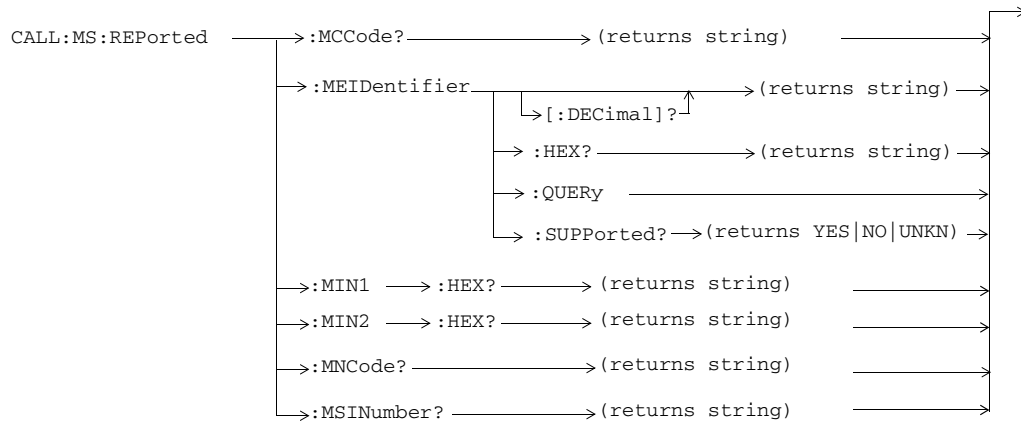 CALL:MS:REPorted :MCCode? (returns string)
:MEIDentifier (returns string)
[:DECimal]?
:HEX? (returns string)
:QUERy
:SUPPorted? (returns YES|NO|UNKN)
:MIN1 :HEX? (returns string)
:MIN2 :HEX? (returns string)
:MNCode? (returns string)
:MSINumber? (returns string)